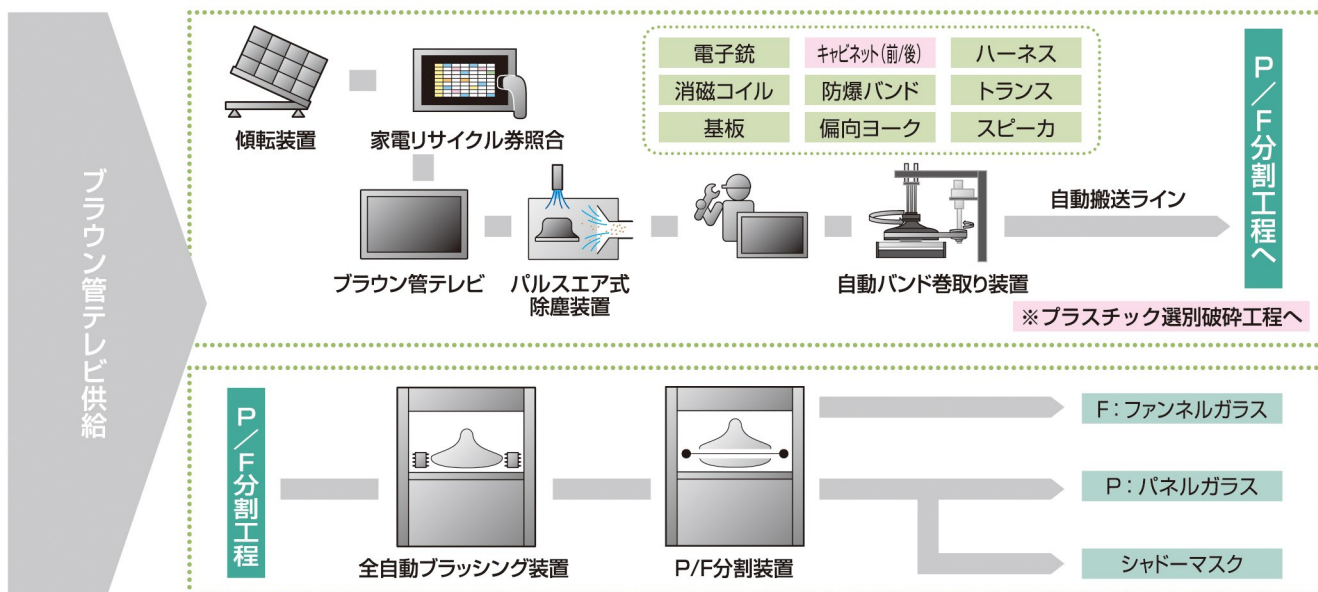 ブラウン管テレビ供給
傾転装置
家電リサイクル券照合
電子銃
キャビネット(前/後)
ハーネス
消磁コイル
防爆バンド
トランス
基板
偏向ヨーク
スピーカ
ブラウン管テレビ
パルスエア式
除塵装置
自動バンド巻取り装置
自動搬送ライン
P/F分割工程へ
※プラスチック選別破砕工程へ
P/F分割工程
全自動ブラッシング装置
P/F分割装置
F:ファンネルガラス
P:パネルガラス
シャドーマスク